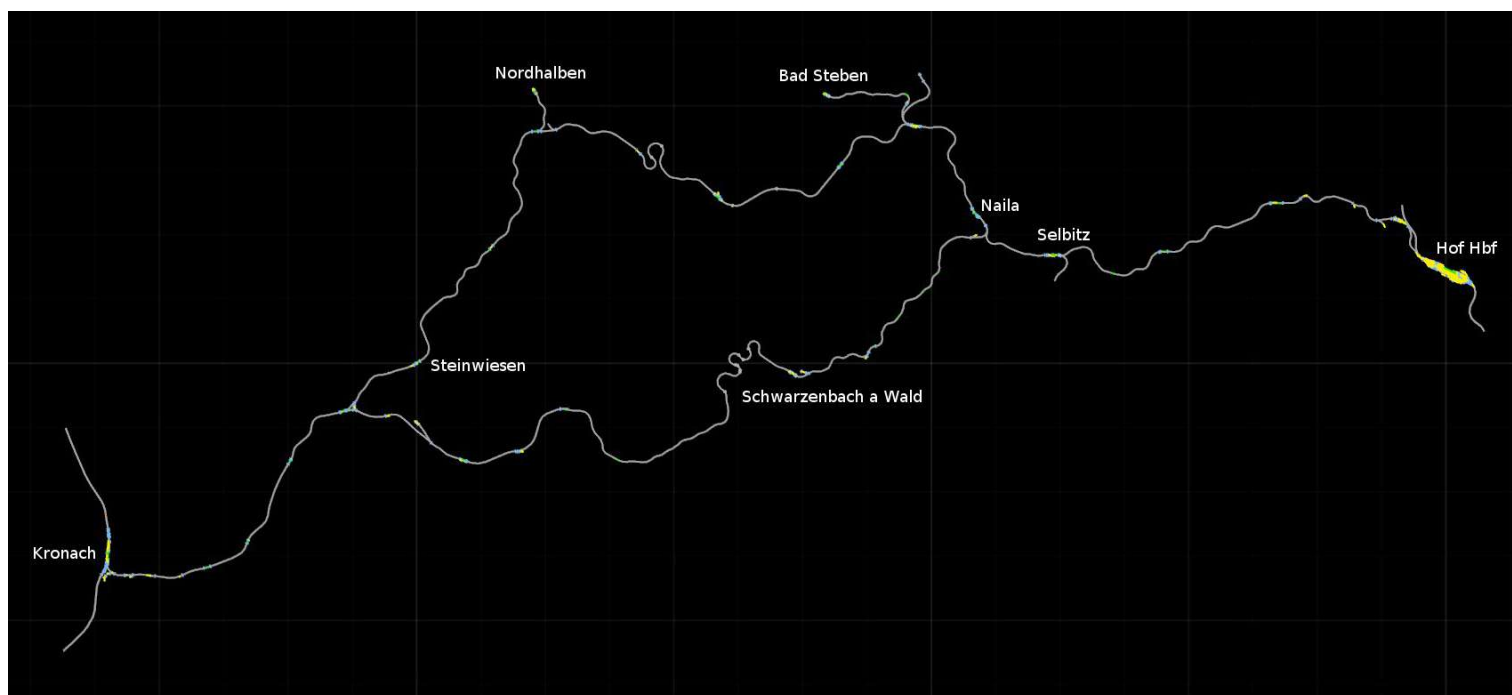 Nordhalben
Bad Steben
Naila
Selbitz
Hof Hbf
Steinwiesen
Schwarzenbach a Wald
Kronach